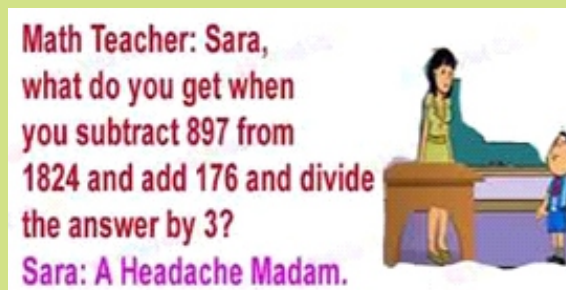 Math Teacher: Sara,
what do you get when
you subtract 897 from
1824 and add 176 and divide
the answer by 3?
Sara: A Headache Madam.